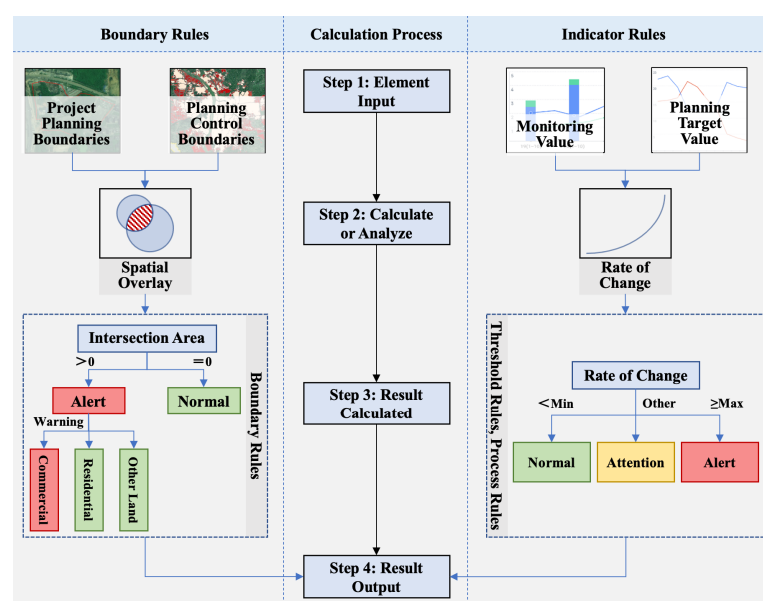 Boundary Rules
Calculation Process
Indicator Rules
Project
Planning
Boundaries
Planning
Control
Boundaries
Step 1: Element
Input
Monitoring
Value
Planning
Target
Value
Step 2: Calculate
or Analyze
Spatial
Overlay
Rate of
Change
Intersection Area
>0
=0
Alert
Normal
Warning
Commercial
Residential
Other Land
Boundary Rules
Step 3: Result
Calculated
Threshold Rules, Process Rules
Rate of Change
<Min
Other
≥Max
Normal
Attention
Alert
Step 4: Result
Output